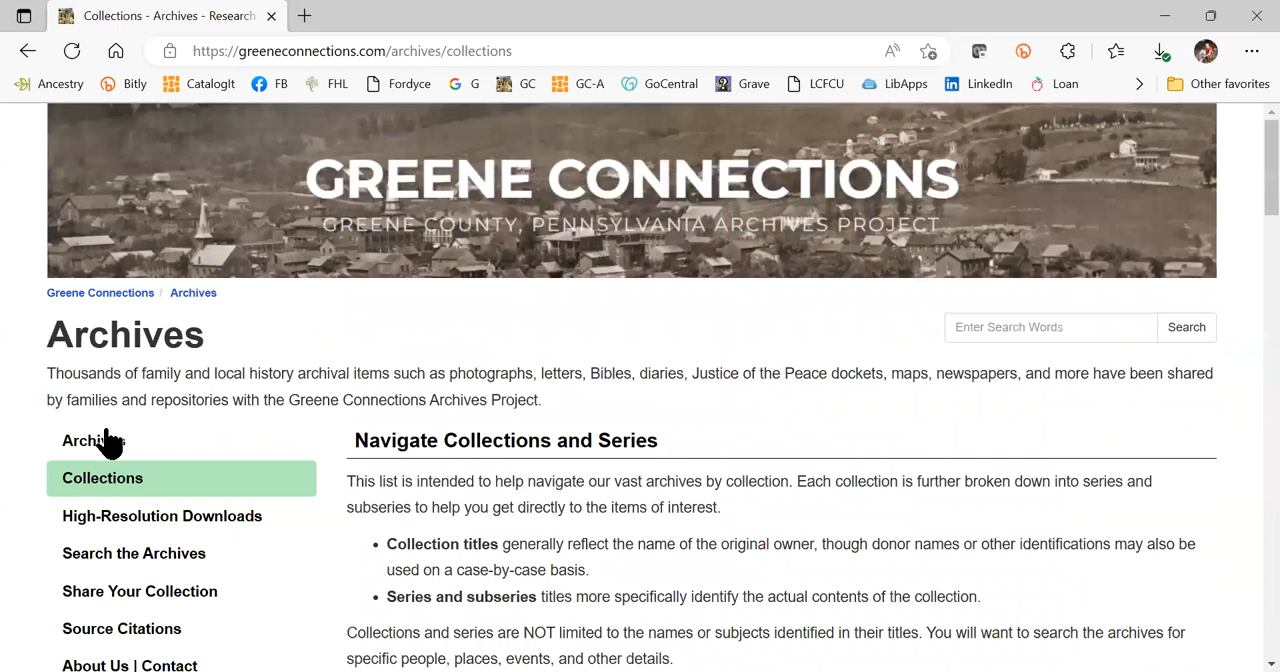 Collections - Archives - Research
https://greeneconnections.com/archives/collections
Ancestry Bitly CatalogIt FB FHL Fordyce G GC GC-A GoCentral Grave LCFCU LibApps LinkedIn Loan Other favorites
GREENE CONNECTIONS
GREENE COUNTY, PENNSYLVANIA ARCHIVES PROJECT
Greene Connections / Archives
Archives
Enter Search Words Search
Thousands of family and local history archival items such as photographs, letters, Bibles, diaries, Justice of the Peace dockets, maps, newspapers, and more have been shared
by families and repositories with the Greene Connections Archives Project.
Archives
Collections
High-Resolution Downloads
Search the Archives
Share Your Collection
Source Citations
About Us | Contact
Navigate Collections and Series
This list is intended to help navigate our vast archives by collection. Each collection is further broken down into series and
subseries to help you get directly to the items of interest.
• Collection titles generally reflect the name of the original owner, though donor names or other identifications may also be
used on a case-by-case basis.
• Series and subseries titles more specifically identify the actual contents of the collection.
Collections and series are NOT limited to the names or subjects identified in their titles. You will want to search the archives for
specific people, places, events, and other details.